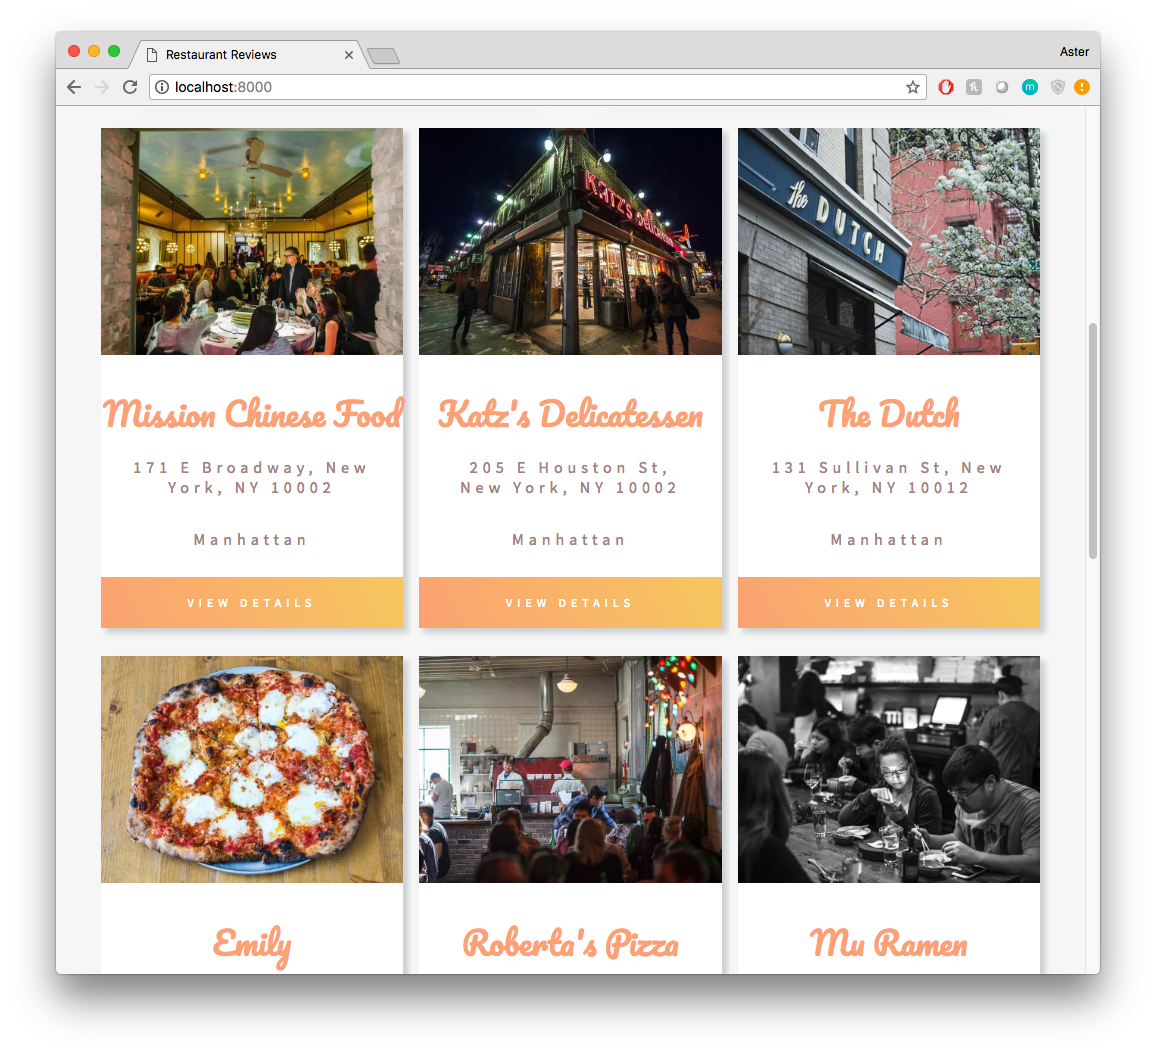 Restaurant Reviews
Aster
localhost:8000
KATZ'S Delicatessen
the DUTCH
Mission Chinese Food
Katz's Delicatessen
The Dutch
171 E Broadway, New
York, NY 10002
205 E Houston St,
New York, NY 10002
131 Sullivan St, New
York, NY 10012
Manhattan
Manhattan
Manhattan
VIEW DETAILS
VIEW DETAILS
VIEW DETAILS
Emily
Roberta's Pizza
Mu Ramen